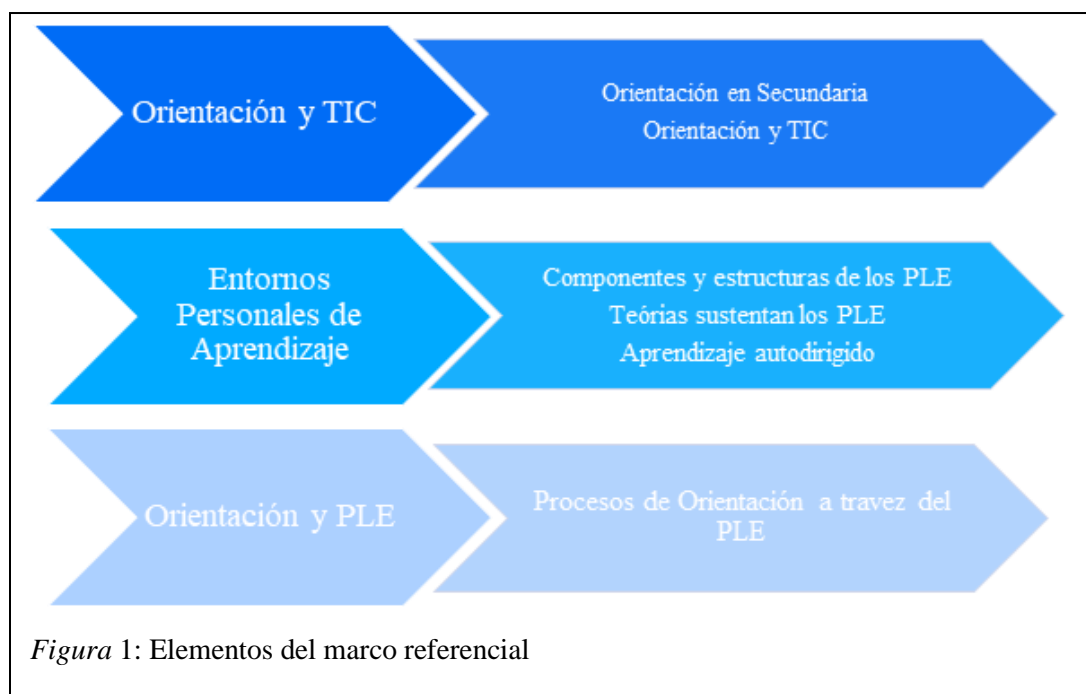 Orientación y TIC
Orientación en Secundaria
Orientación y TIC
Entornos
Personales de
Aprendizaje
Componentes y estructuras de los PLE
Teórias sustentan los PLE
Aprendizaje autodirigido
Orientación y PLE
Procesos de Orientación a travez del
PLE
Figura 1: Elementos del marco referencial